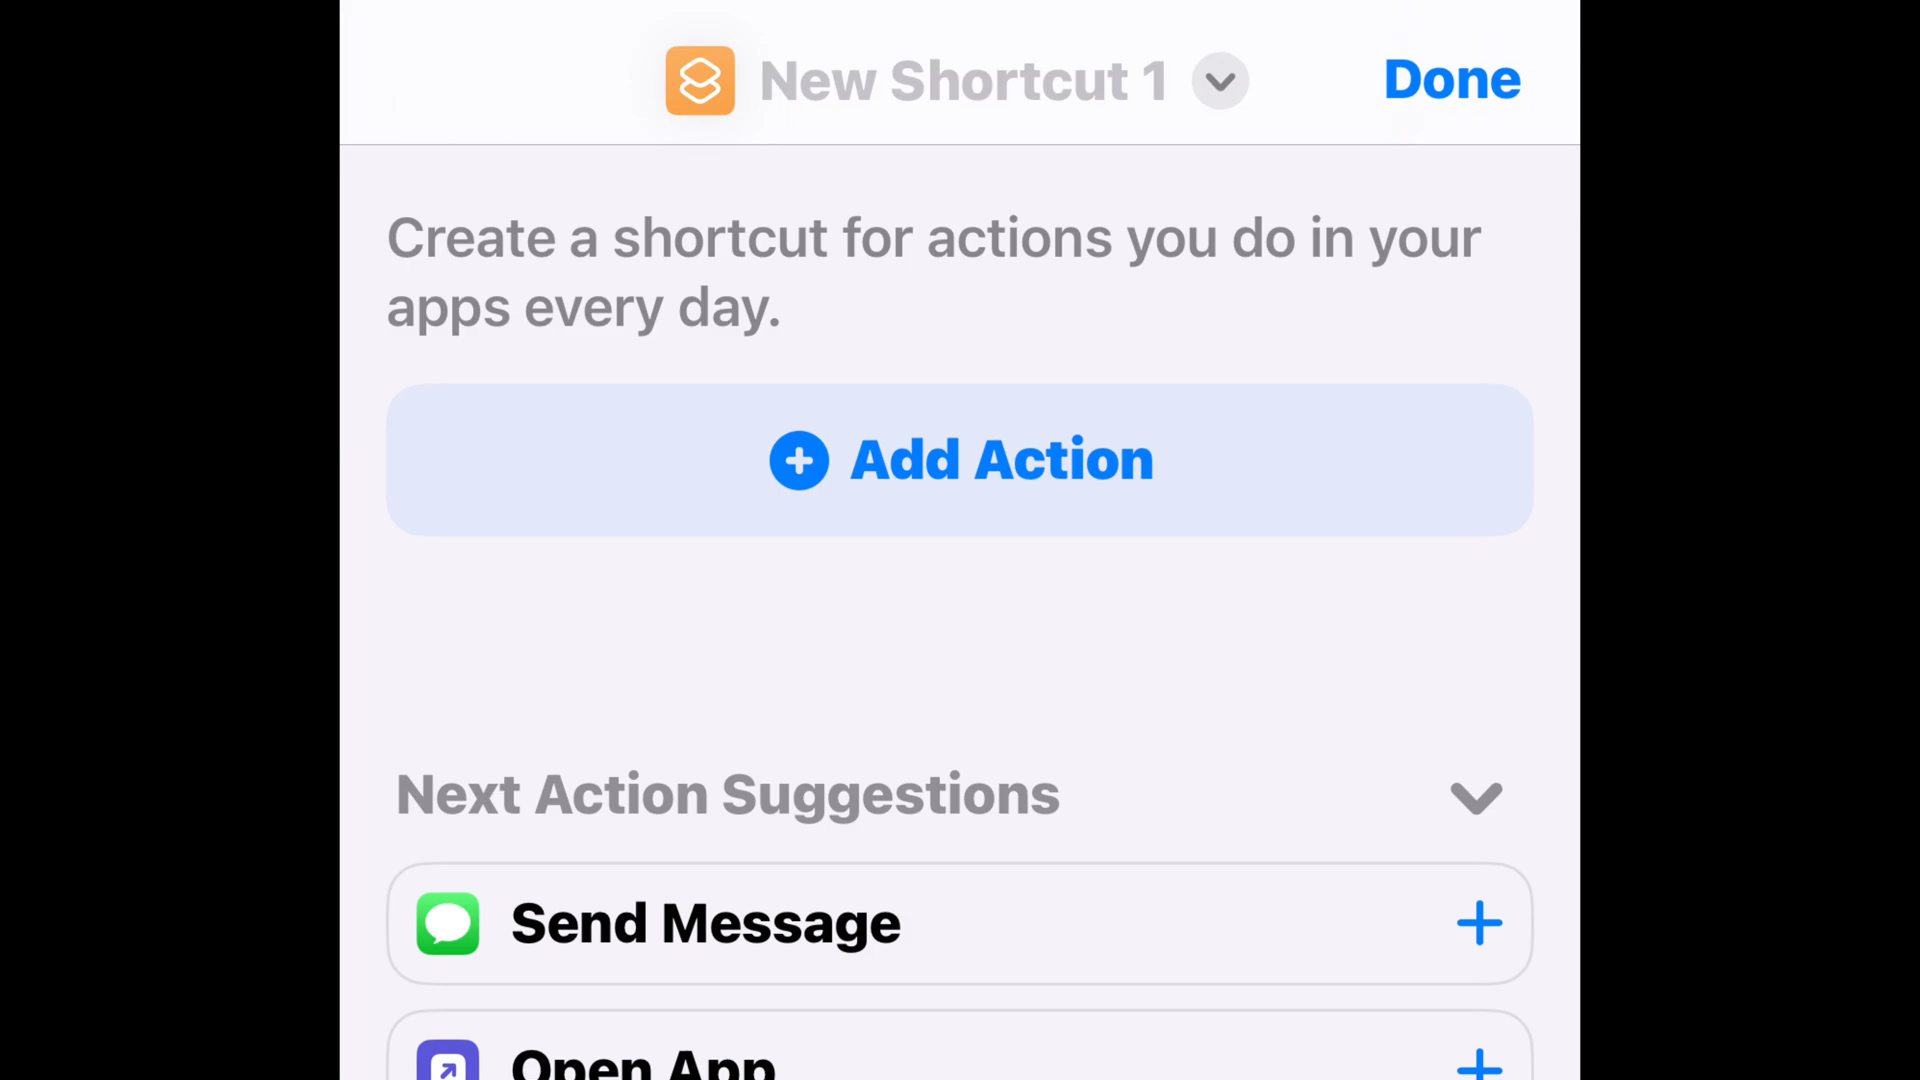 New Shortcut 1
Done
Create a shortcut for actions you do in your
apps every day.
Add Action
Next Action Suggestions
Send Message
Open App